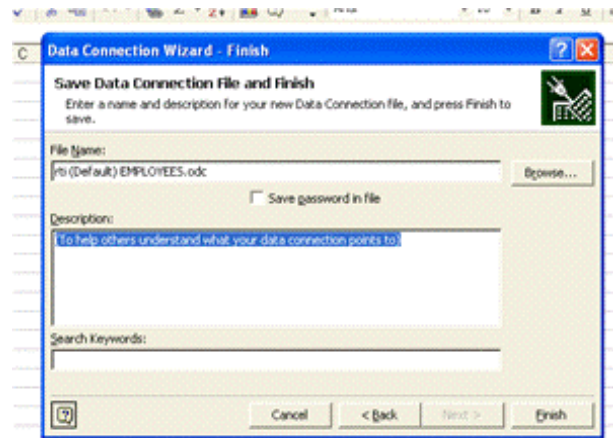 C
Data Connection Wizard - Finish
Save Data Connection File and Finish
Enter a name and description for your new Data Connection file, and press Finish to
save.
File Name:
rti (Default) EMPLOYEES.odc
Browse...
Save password in file
Description:
(To help others understand what your data connection points to)
Search Keywords:
Cancel
< Back
Next >
Finish